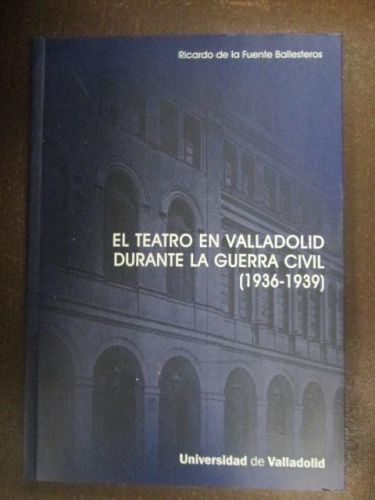 Ricardo de la Fuente Ballesteros
EL TEATRO EN VALLADOLID
DURANTE LA GUERRA CIVIL
(1936-1939)
Universidad de Valladolid